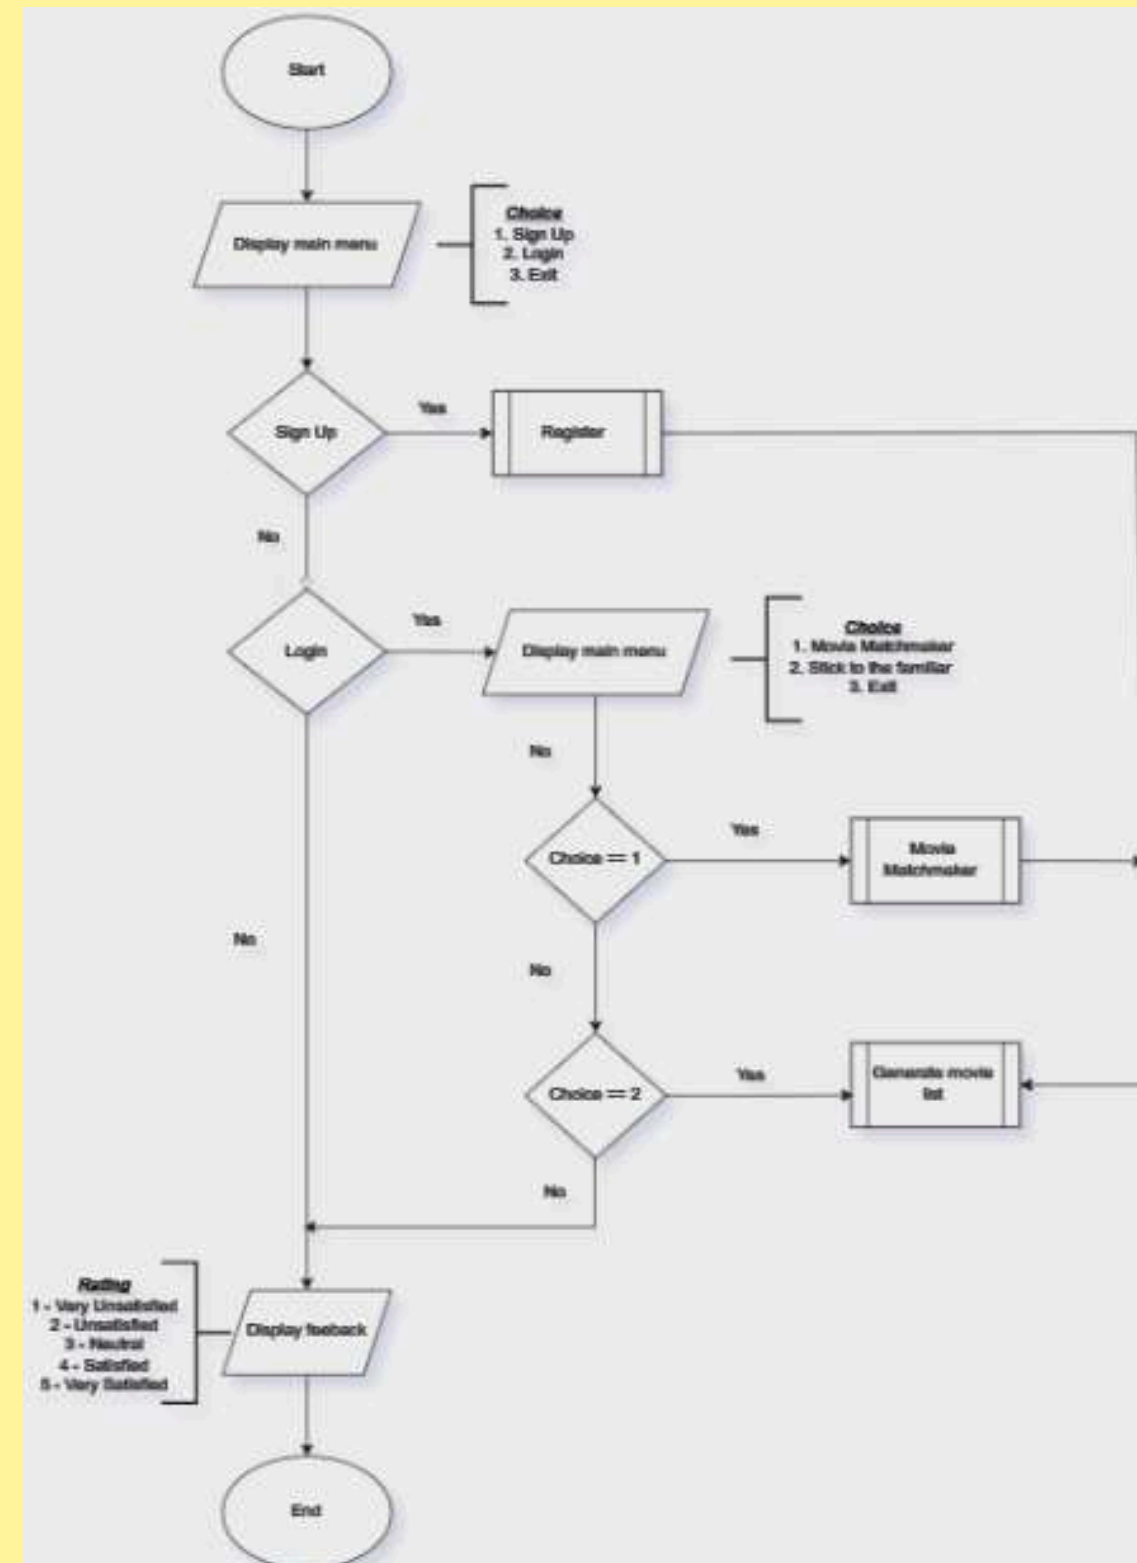 Start
Display main menu
Choice
1. Sign Up
2. Login
3. Exit
Sign Up
Yes
Register
No
Login
Yes
Display main menu
Choice
1. Movie Matchmaker
2. Stick to the familiar
3. Exit
No
Choice == 1
Yes
Movie
Matchmaker
No
No
Choice == 2
Yes
Generate movie
list
No
Rating
1 - Very Unsatisfied
2 - Unsatisfied
3 - Neutral
4 - Satisfied
5 - Very Satisfied
Display feeback
End